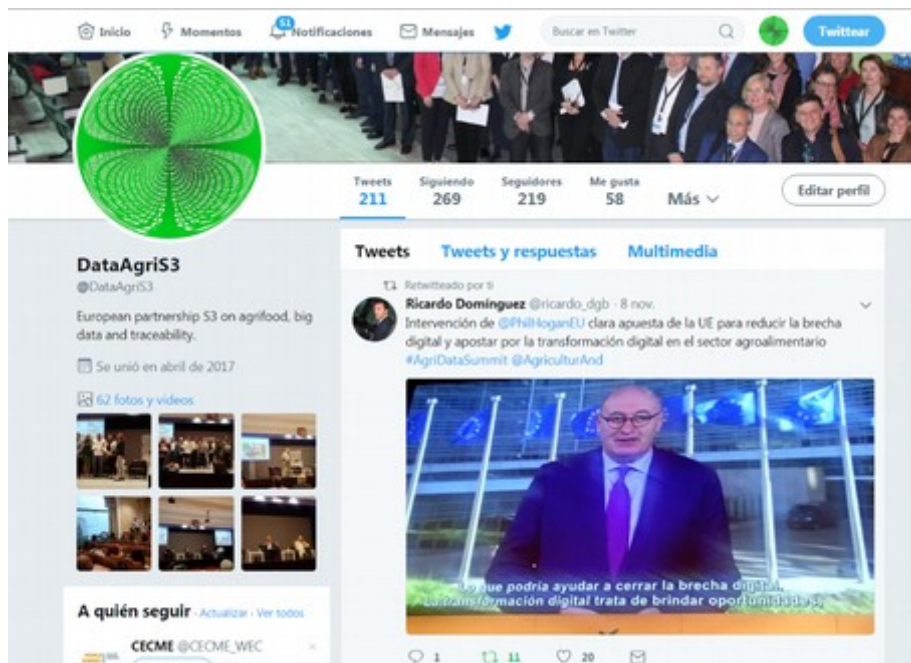 Inicio Momentos 51 Notificaciones Mensajes Buscar en Twitter Twittear
Tweets Siguiendo Seguidores Me gusta
211 269 219 58 Más Editar perfil
DataAgriS3
@DataAgriS3
European partnership S3 on agrifood, big
data and traceability.
Se unió en abril de 2017
62 fotos y videos
A quién seguir · Actualizar · Ver todos
CECME @CECME_WEC ×
Tweets Tweets y respuestas Multimedia
Retwitteado por ti
Ricardo Domínguez @ricardo_dgb · 8 nov.
Intervención de @PhilHoganEU clara apuesta de la UE para reducir la brecha
digital y apostar por la transformación digital en el sector agroalimentario
#AgriDataSummit @AgriculturAnd
Lo que podría ayudar a cerrar la brecha digital.
La transformación digital trata de brindar oportunidades,
1 11 20